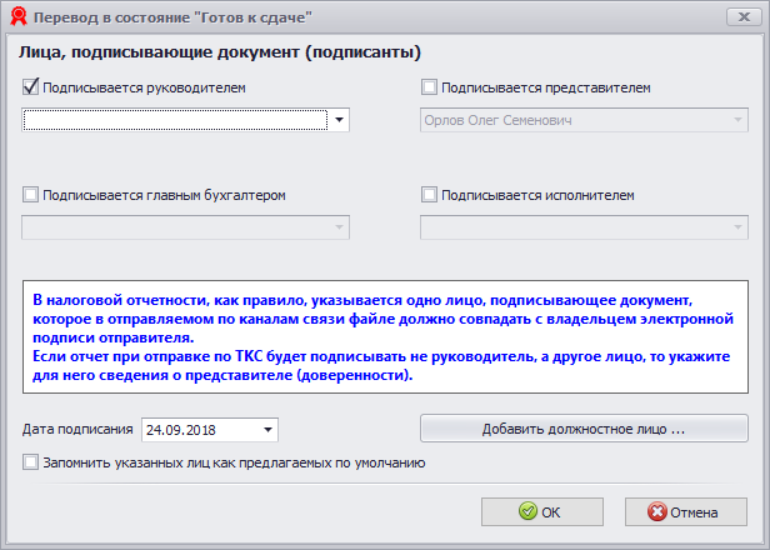 Перевод в состояние "Готов к сдаче"
Лица, подписывающие документ (подписанты)
Подписывается руководителем
Подписывается представителем
Орлов Олег Семенович
Подписывается главным бухгалтером
Подписывается исполнителем
В налоговой отчетности, как правило, указывается одно лицо, подписывающее документ,
которое в отправляемом по каналам связи файле должно совпадать с владельцем электронной
подписи отправителя.
Если отчет при отправке по ТКС будет подписывать не руководитель, а другое лицо, то укажите
для него сведения о представителе (доверенности).
Дата подписания 24.09.2018
Добавить должностное лицо ...
Запомнить указанных лиц как предлагаемых по умолчанию
ОК
Отмена